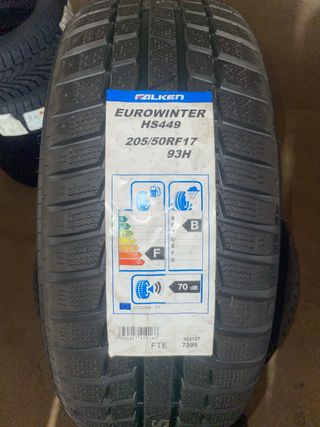 FALKEN
EUROWINTER
HS449
205/50RF17
93H
A
F
G
B
F
70 dB
FTE
322127
7395